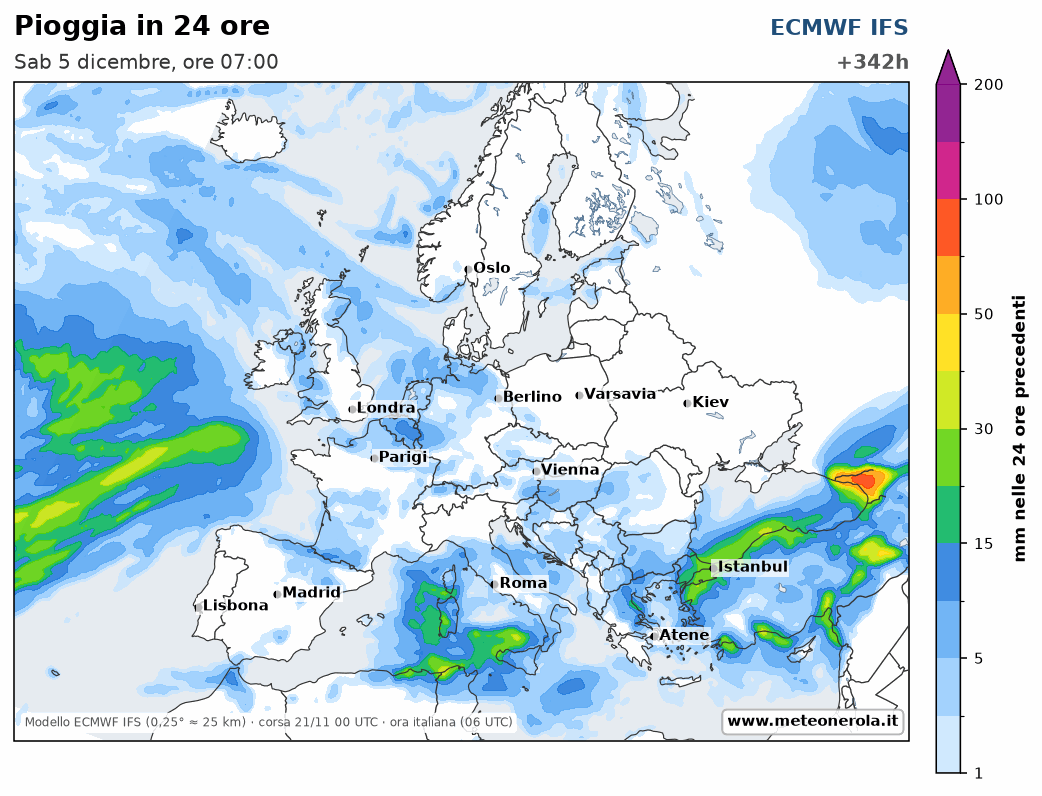 Pioggia in 24 ore
ECMWF IFS
Sab 5 dicembre, ore 07:00
+342h
200
100
50
30
15
5
1
mm nelle 24 ore precedenti
Oslo
Berlino
Varsavia
Kiev
Londra
Parigi
Vienna
Istanbul
Roma
Madrid
Lisbona
Atene
Modello ECMWF IFS (0,25° ≈ 25 km) · corsa 21/11 00 UTC · ora italiana (06 UTC)
www.meteonerola.it